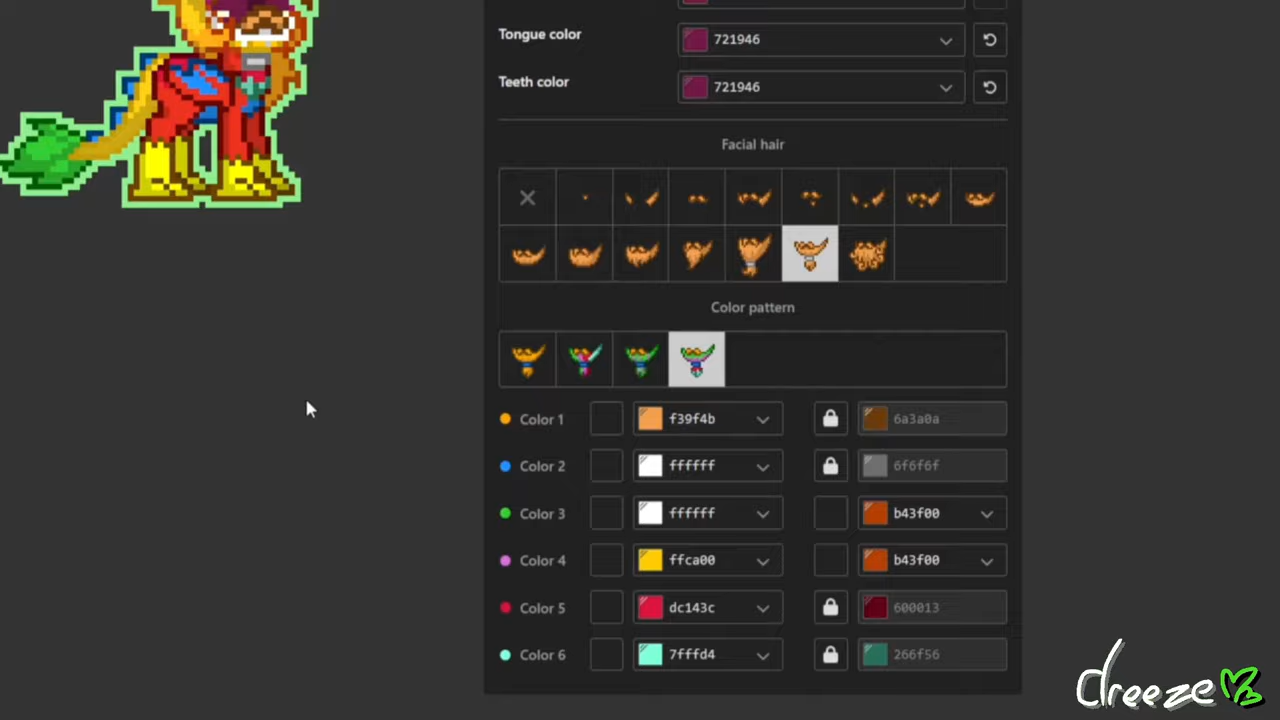 Tongue color 721946
Teeth color 721946
Facial hair
Color pattern
Color 1 f39f4b 6a3a0a
Color 2 ffffff 6f6f6f
Color 3 ffffff b43f00
Color 4 ffca00 b43f00
Color 5 dc143c 600013
Color 6 7fffd4 266f56
dreeze